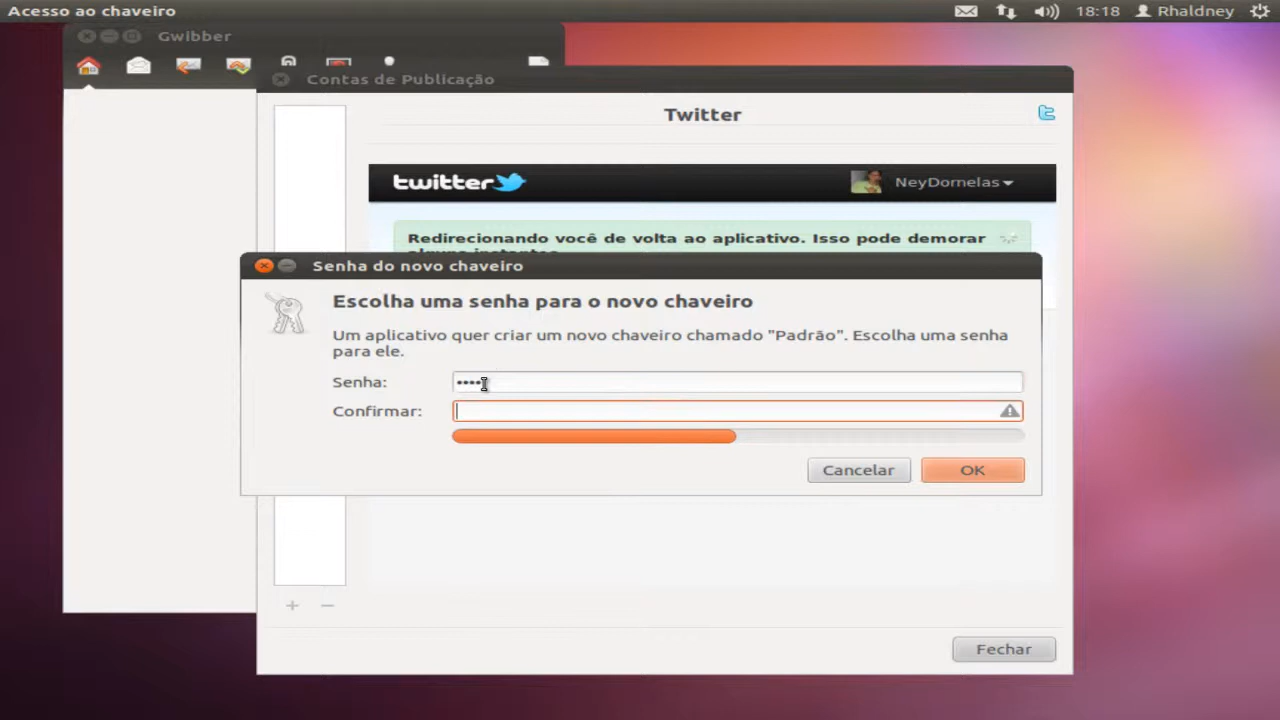 Acesso ao chaveiro
18:18 Rhaldney
Gwibber
Contas de Publicação
Twitter
twitter
NeyDornelas
Redirecionando você de volta ao aplicativo. Isso pode demorar
alguns instantes
Senha do novo chaveiro
Escolha uma senha para o novo chaveiro
Um aplicativo quer criar um novo chaveiro chamado "Padrão". Escolha uma senha
para ele.
Senha:
Confirmar:
Cancelar
OK
Fechar